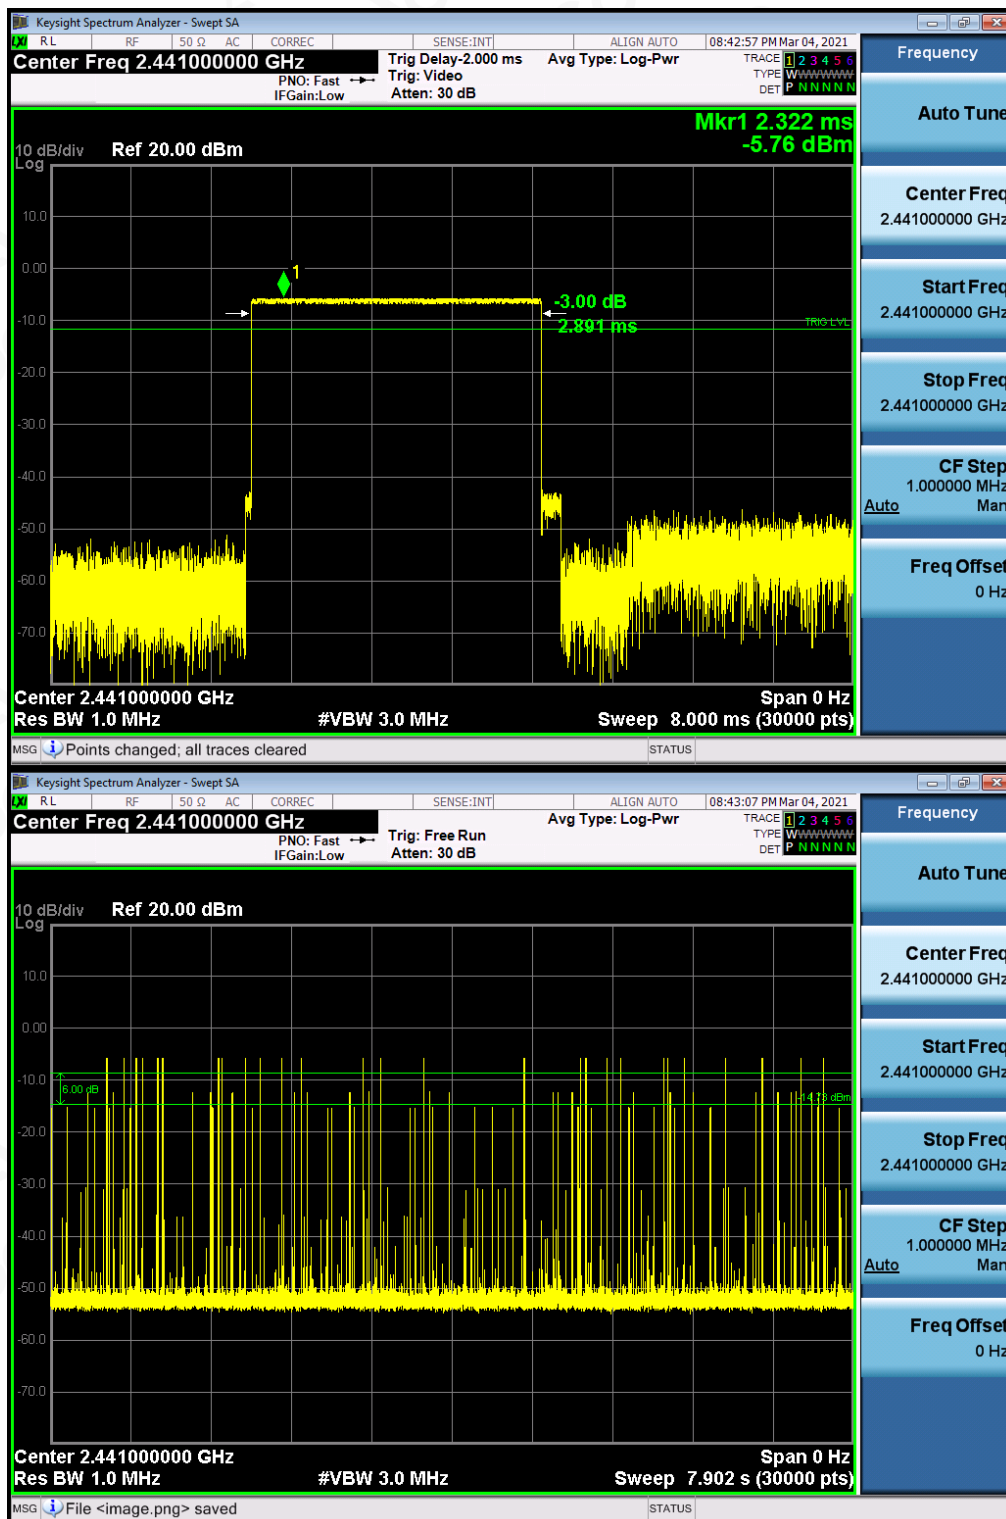 Keysight Spectrum Analyzer - Swept SA
LXI RL RF 50 Ω AC CORREC SENSE:INT ALIGN AUTO 08:42:57 PM Mar 04, 2021
Center Freq 2.441000000 GHz Trig Delay-2.000 ms Avg Type: Log-Pwr TRACE 1 2 3 4 5 6
PNO: Fast Trig: Video TYPE WWWWWW
IFGain:Low Atten: 30 dB DET P N N N N N
Mkr1 2.322 ms
-5.76 dBm
10 dB/div Ref 20.00 dBm
Log
10.0
0.00
1
-3.00 dB
2.891 ms
-10.0
TRIG LVL
-20.0
-30.0
-40.0
-50.0
-60.0
-70.0
Center 2.441000000 GHz Span 0 Hz
Res BW 1.0 MHz #VBW 3.0 MHz Sweep 8.000 ms (30000 pts)
MSG Points changed; all traces cleared STATUS
Frequency
Auto Tune
Center Freq
2.441000000 GHz
Start Freq
2.441000000 GHz
Stop Freq
2.441000000 GHz
CF Step
1.000000 MHz
Auto Man
Freq Offset
0 Hz
Keysight Spectrum Analyzer - Swept SA
LXI RL RF 50 Ω AC CORREC SENSE:INT ALIGN AUTO 08:43:07 PM Mar 04, 2021
Center Freq 2.441000000 GHz Avg Type: Log-Pwr TRACE 1 2 3 4 5 6
PNO: Fast Trig: Free Run TYPE WWWWWW
IFGain:Low Atten: 30 dB DET P N N N N N
10 dB/div Ref 20.00 dBm
Log
10.0
0.00
-10.0
6.00 dB
-14.73 dBm
-20.0
-30.0
-40.0
-50.0
-60.0
-70.0
Center 2.441000000 GHz Span 0 Hz
Res BW 1.0 MHz #VBW 3.0 MHz Sweep 7.902 s (30000 pts)
MSG File <image.png> saved STATUS
Frequency
Auto Tune
Center Freq
2.441000000 GHz
Start Freq
2.441000000 GHz
Stop Freq
2.441000000 GHz
CF Step
1.000000 MHz
Auto Man
Freq Offset
0 Hz